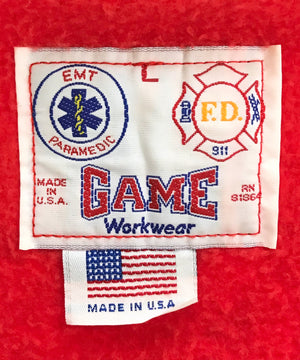 EMT
L
F.D.
PARAMEDIC
911
MADE
IN
U.S.A.
GAME
RN
81864
Workwear
MADE IN U.S.A